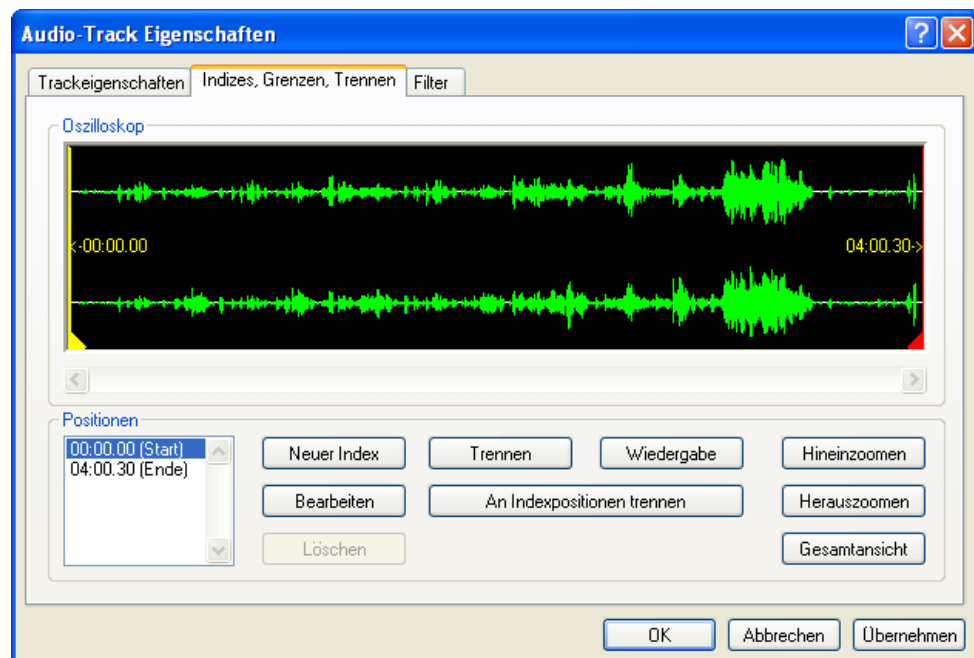 Audio-Track Eigenschaften
Trackeigenschaften
Indizes, Grenzen, Trennen
Filter
Oszilloskop
<-00:00.00
04:00.30->
Positionen
00:00.00 (Start)
04:00.30 (Ende)
Neuer Index
Trennen
Wiedergabe
Hineinzoomen
Bearbeiten
An Indexpositionen trennen
Herauszoomen
Löschen
Gesamtansicht
OK
Abbrechen
Übernehmen